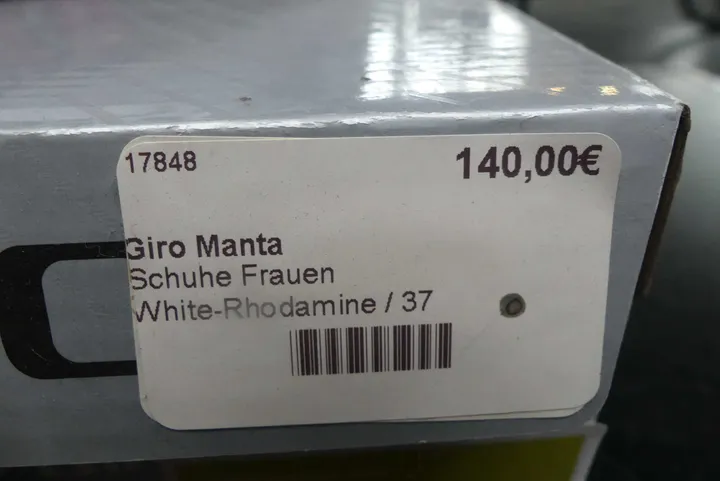 17848
140,00€
Giro Manta
Schuhe Frauen
White-Rhodamine / 37